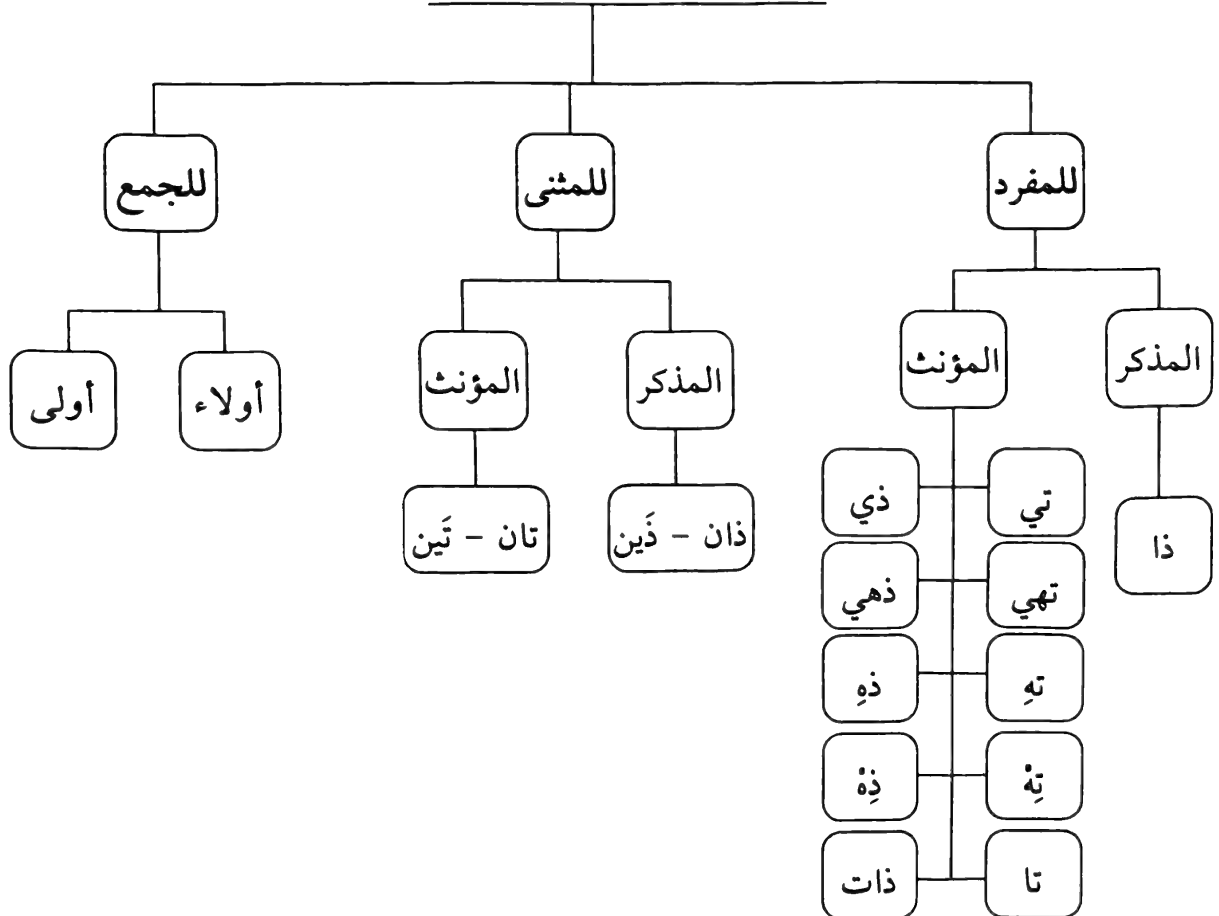 للمفرد
للمثنى
للجمع
المذكر
المؤنث
المذكر
المؤنث
أولاء
أولى
ذا
تي
ذي
تهي
ذهي
تهِ
ذهِ
تِهْ
ذِهْ
تا
ذات
ذان - ذَين
تان - تَين